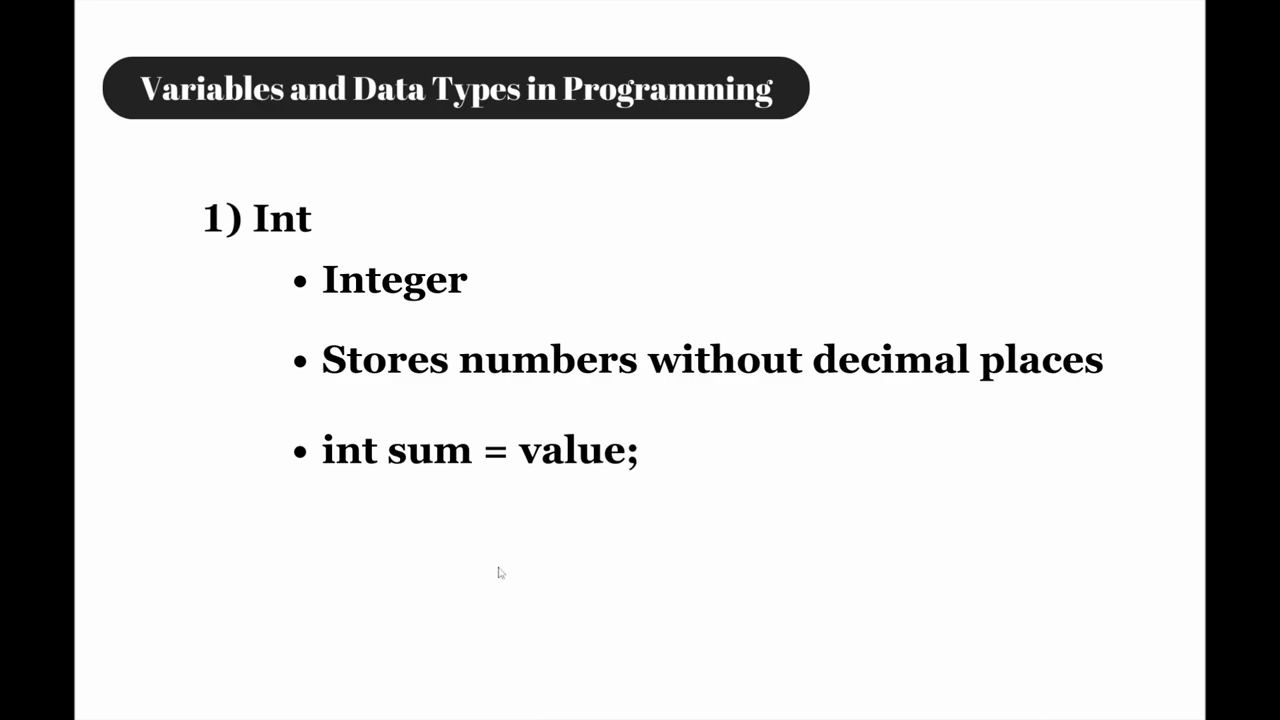 Variables and Data Types in Programming
1) Int
• Integer
• Stores numbers without decimal places
• int sum = value;